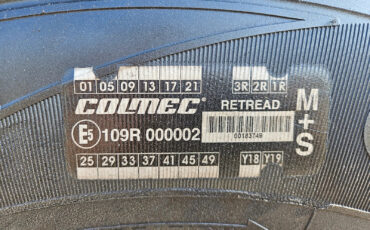 01 05 09 13 17 21 3R 2R 1R
COLMEC RETREAD M+S
E5 109R 000002 00183749
25 29 33 37 41 45 49 Y18 Y19